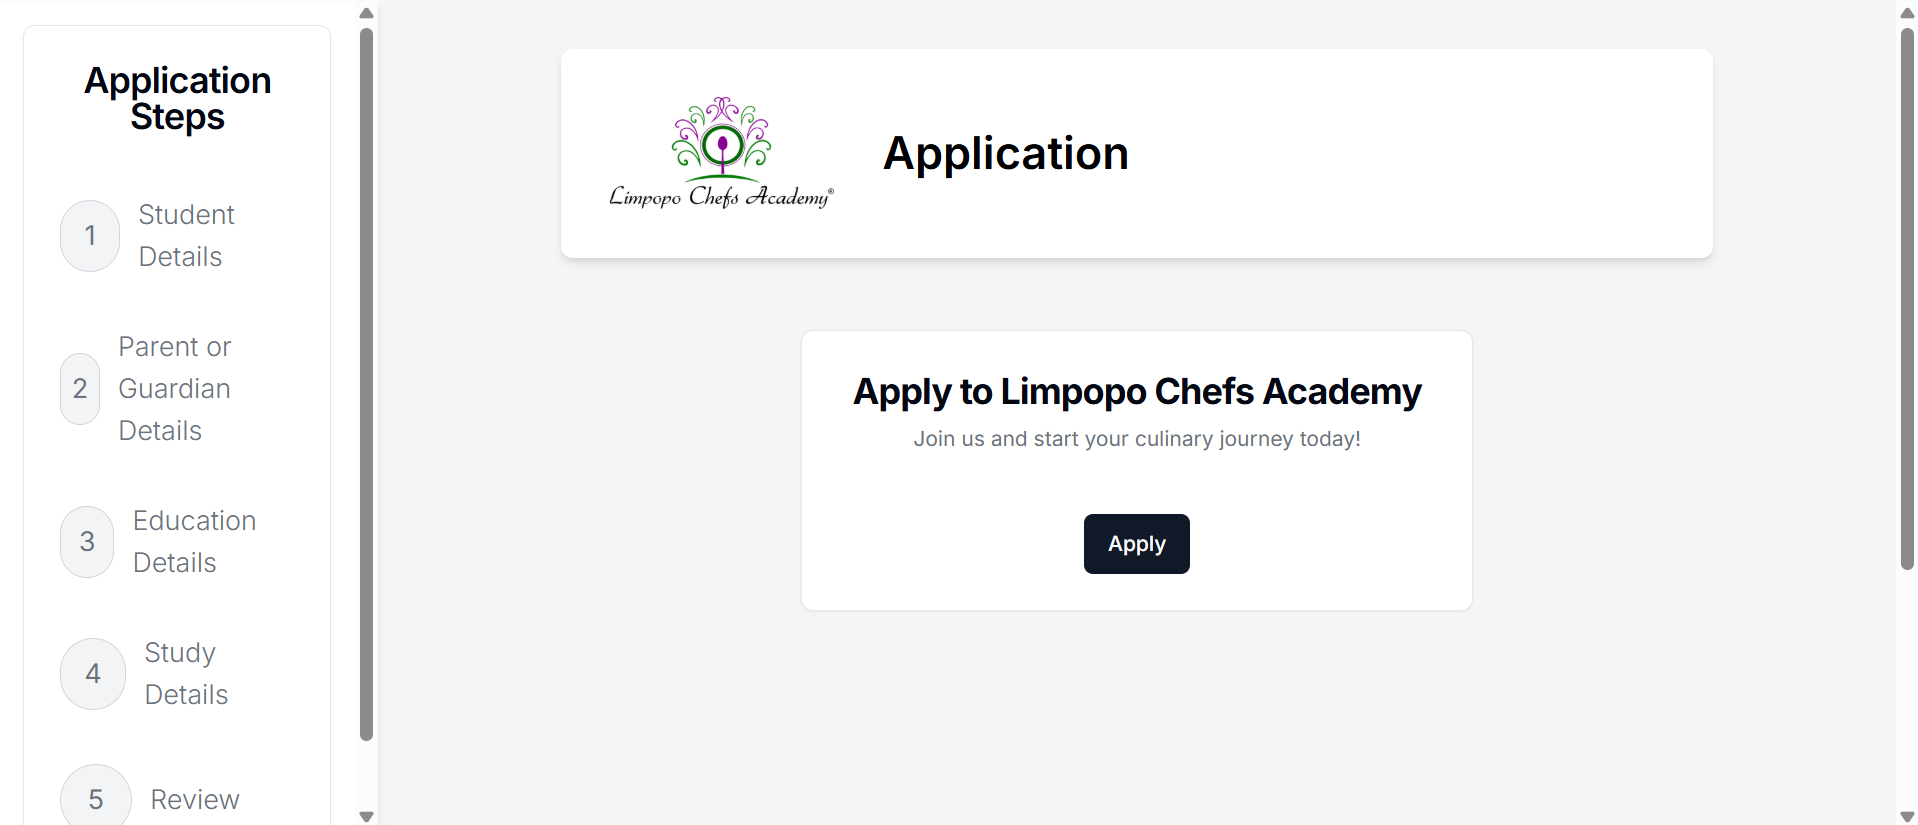 Application
Steps
1
Student
Details
2
Parent or
Guardian
Details
3
Education
Details
4
Study
Details
5
Review
Limpopo Chefs Academy®
Application
Apply to Limpopo Chefs Academy
Join us and start your culinary journey today!
Apply